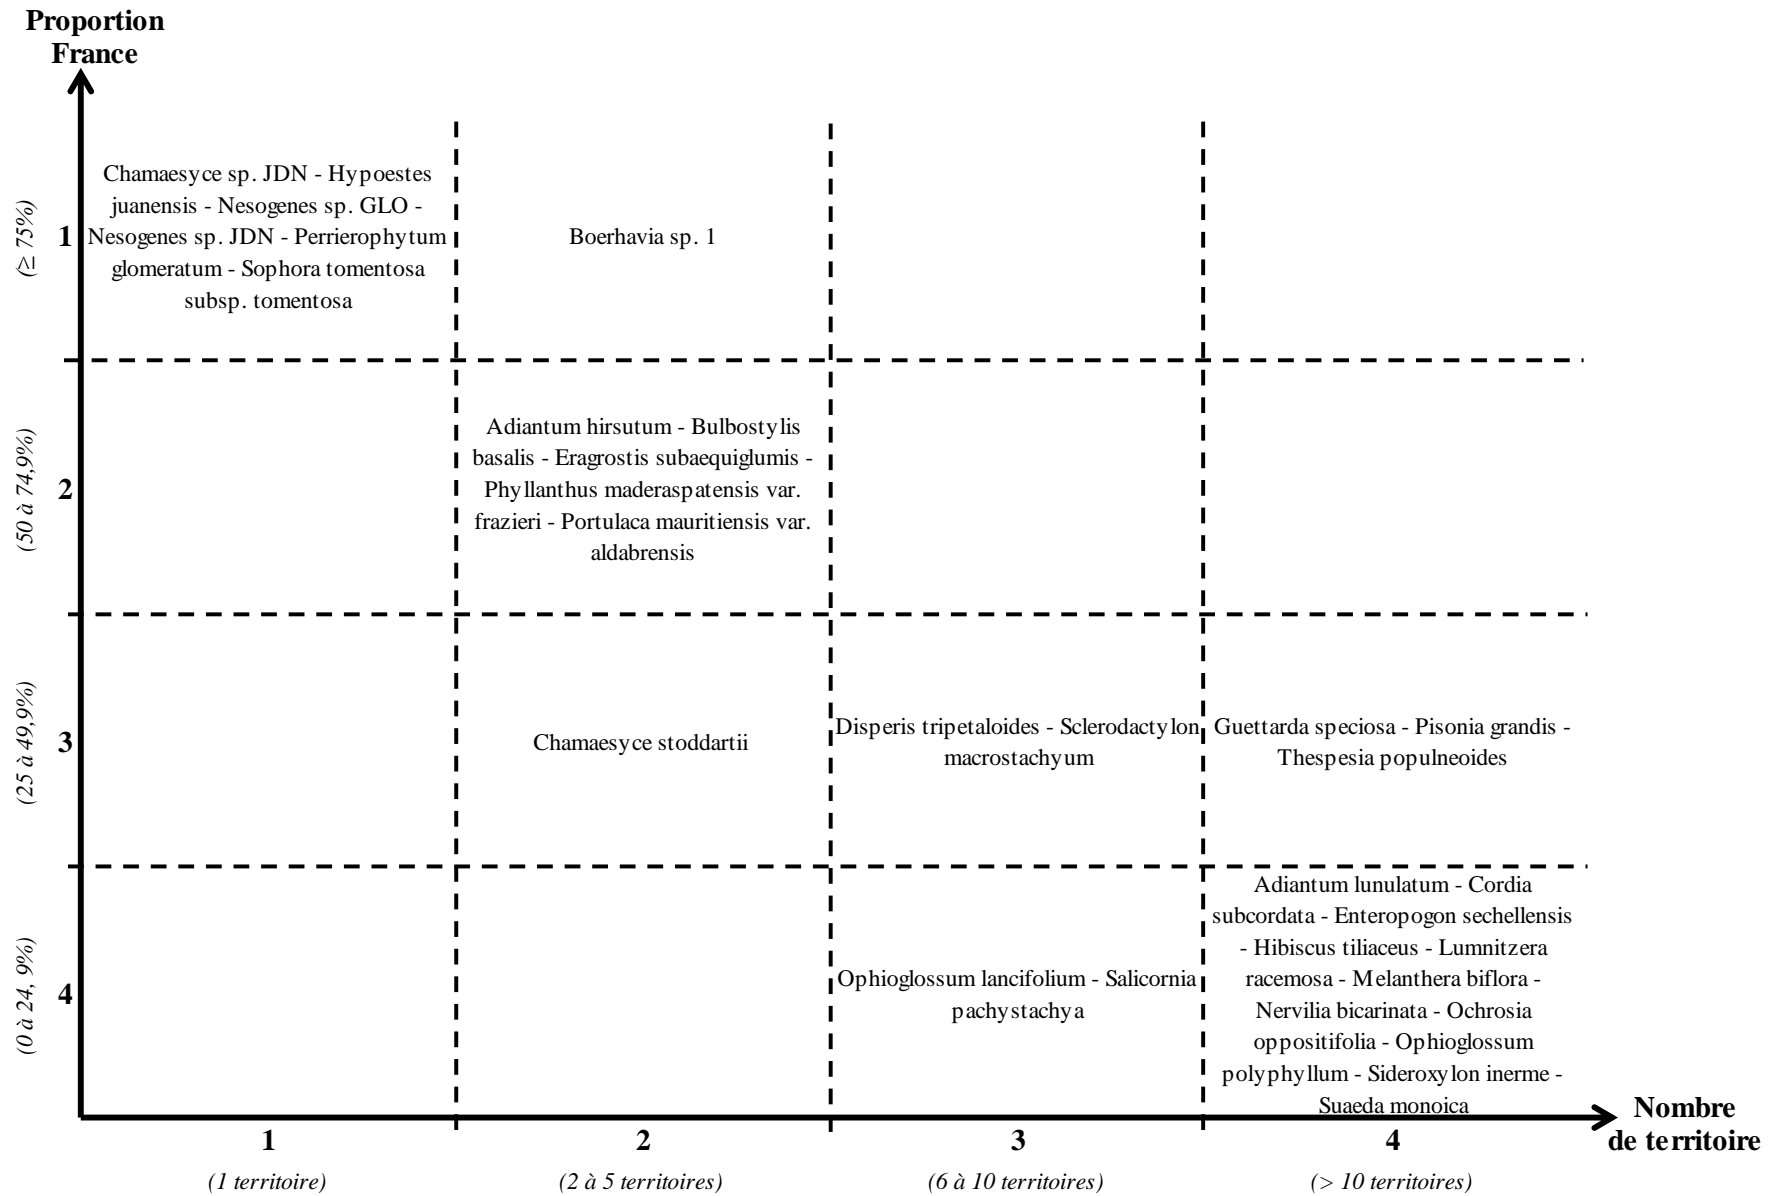 Proportion
France
(≥ 75%)
1
Chamaesyce sp. JDN - Hypoestes
juanensis - Nesogenes sp. GLO -
Nesogenes sp. JDN - Perrierophytum
glomeratum - Sophora tomentosa
subsp. tomentosa
Boerhavia sp. 1
(50 à 74,9%)
2
Adiantum hirsutum - Bulbostylis
basalis - Eragrostis subaequiglumis -
Phyllanthus maderaspatensis var.
frazieri - Portulaca mauritiensis var.
aldabrensis
(25 à 49,9%)
3
Chamaesyce stoddartii
Disperis tripetaloides - Sclerodactylon
macrostachyum
Guettarda speciosa - Pisonia grandis -
Thespesia populneoides
(0 à 24, 9%)
4
Ophioglossum lancifolium - Salicornia
pachystachya
Adiantum lunulatum - Cordia
subcordata - Enteropogon sechellensis
- Hibiscus tiliaceus - Lumnitzera
racemosa - Melanthera biflora -
Nervilia bicarinata - Ochrosia
oppositifolia - Ophioglossum
polyphyllum - Sideroxylon inerme -
Suaeda monoica
Nombre
de territoire
1
2
3
4
(1 territoire)
(2 à 5 territoires)
(6 à 10 territoires)
(> 10 territoires)